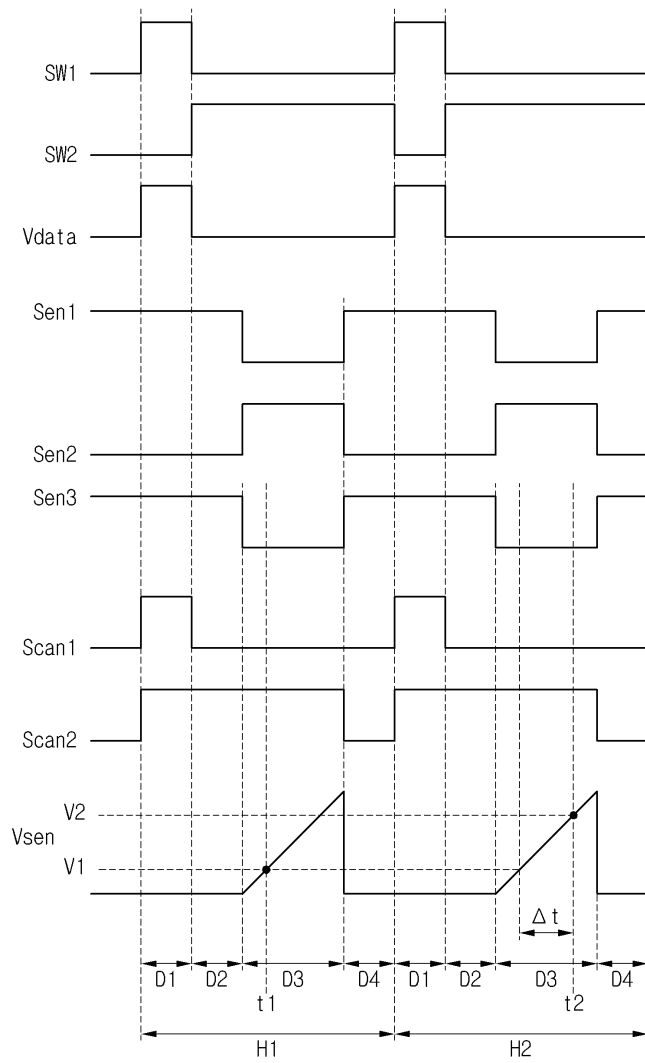 SW1
SW2
Vdata
Sen1
Sen2
Sen3
Scan1
Scan2
V2
Vsen
V1
Δt
D1 D2 D3 D4 D1 D2 D3 D4
t1 t2
H1 H2